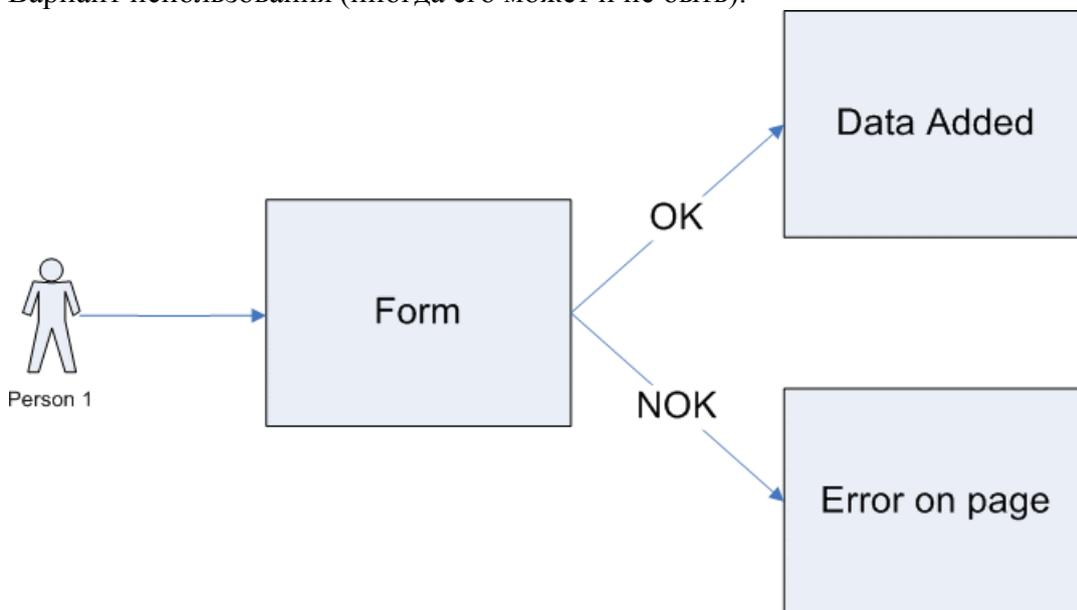 Вариант использования (иногда его может и не быть):
Data Added
OK
Form
Person 1
NOK
Error on page